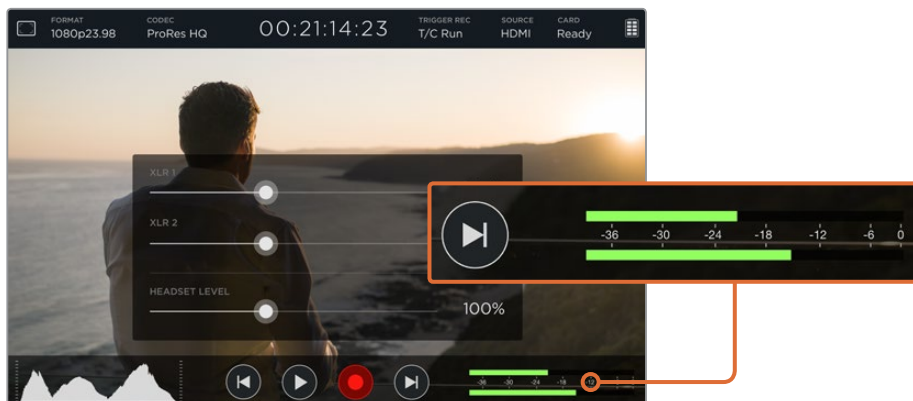 FORMAT
1080p23.98
CODEC
ProRes HQ
00:21:14:23
TRIGGER REC
T/C Run
SOURCE
HDMI
CARD
Ready
XLR 1
XLR 2
HEADSET LEVEL
100%
-36 -30 -24 -18 -12 -6 0
-36 -30 -24 -18 12